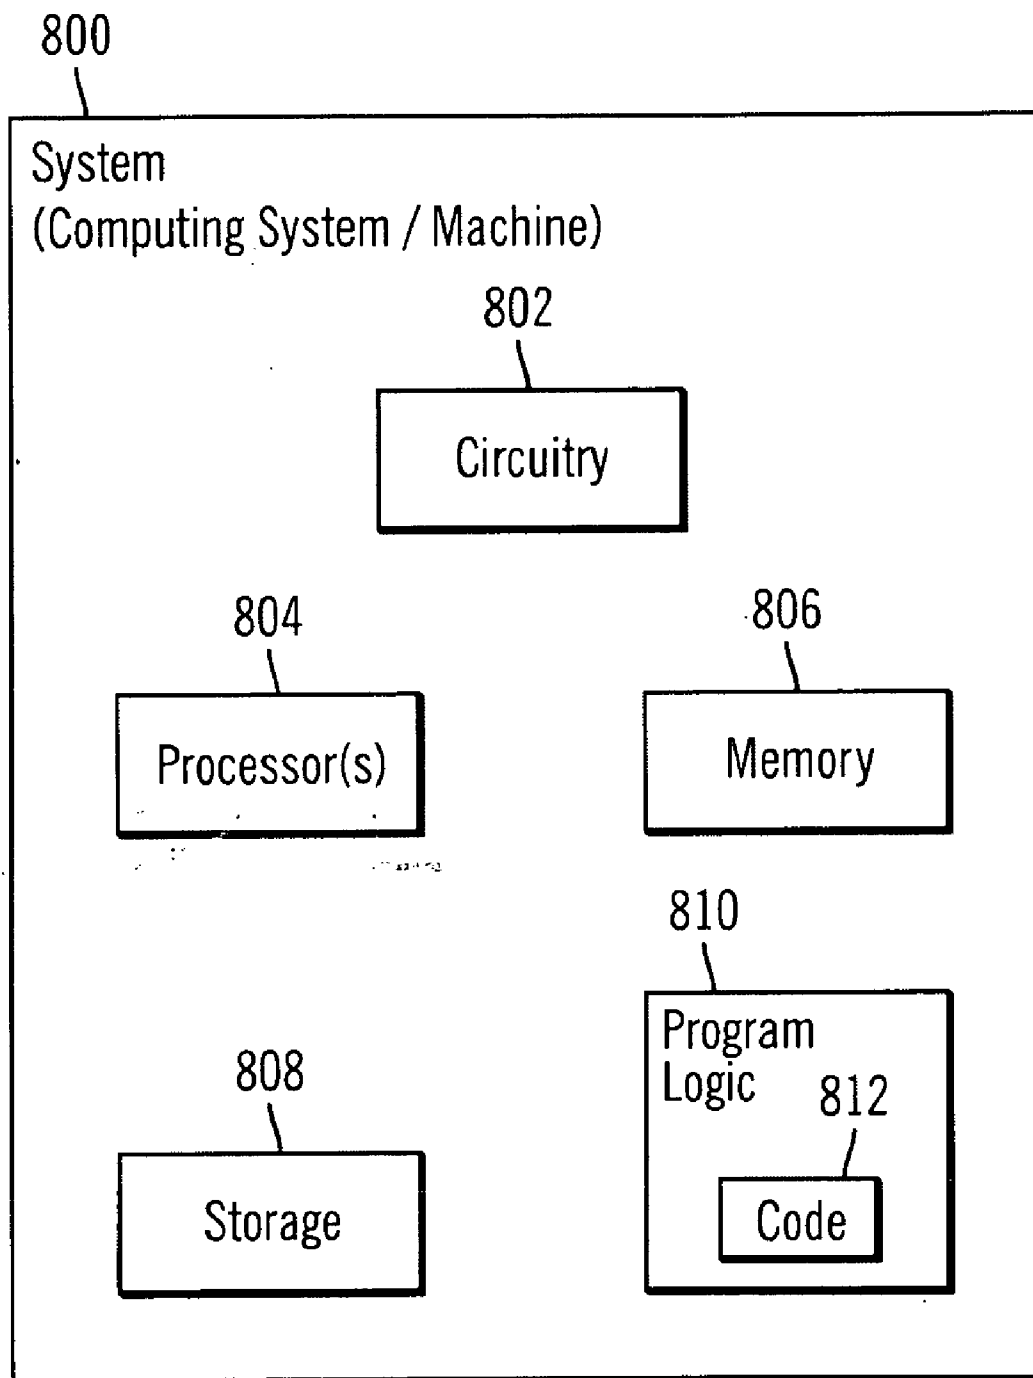 800
System
(Computing System / Machine)
802
Circuitry
804
806
Processor(s)
Memory
810
Program
Logic
808
812
Storage
Code